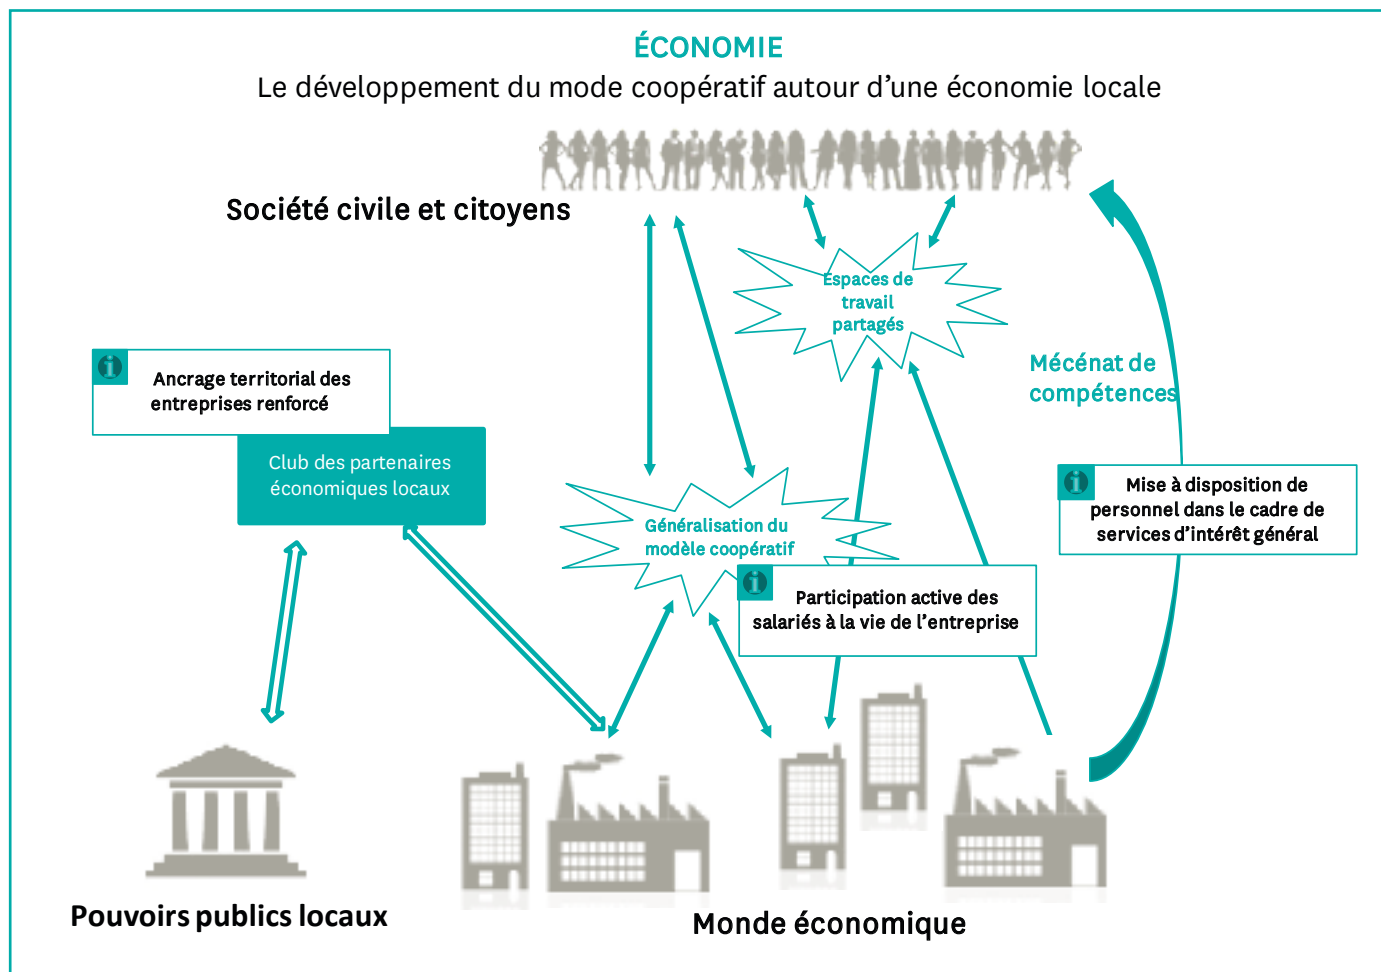 ÉCONOMIE
Le développement du mode coopératif autour d’une économie locale
Société civile et citoyens
Espaces de
travail
partagés
Mécénat de
compétences
Ancrage territorial des
entreprises renforcé
Club des partenaires
économiques locaux
Mise à disposition de
personnel dans le cadre de
services d’intérêt général
Généralisation du
modèle coopératif
Participation active des
salariés à la vie de l’entreprise
Pouvoirs publics locaux
Monde économique